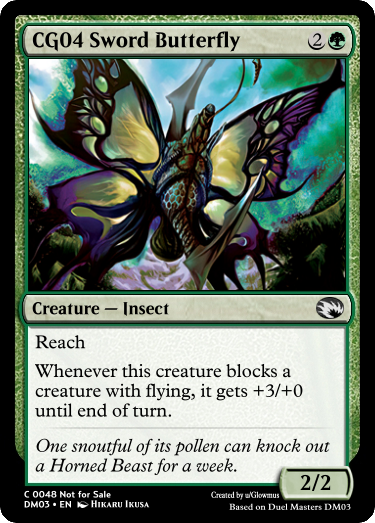 CG04 Sword Butterfly 2
Creature — Insect
Reach
Whenever this creature blocks a
creature with flying, it gets +3/+0
until end of turn.
One snoutful of its pollen can knock out
a Horned Beast for a week.
2/2
C 0048 Not for Sale
DM03 • EN Hikaru Ikusa
Created by u/Glowmus
Based on Duel Masters DM03